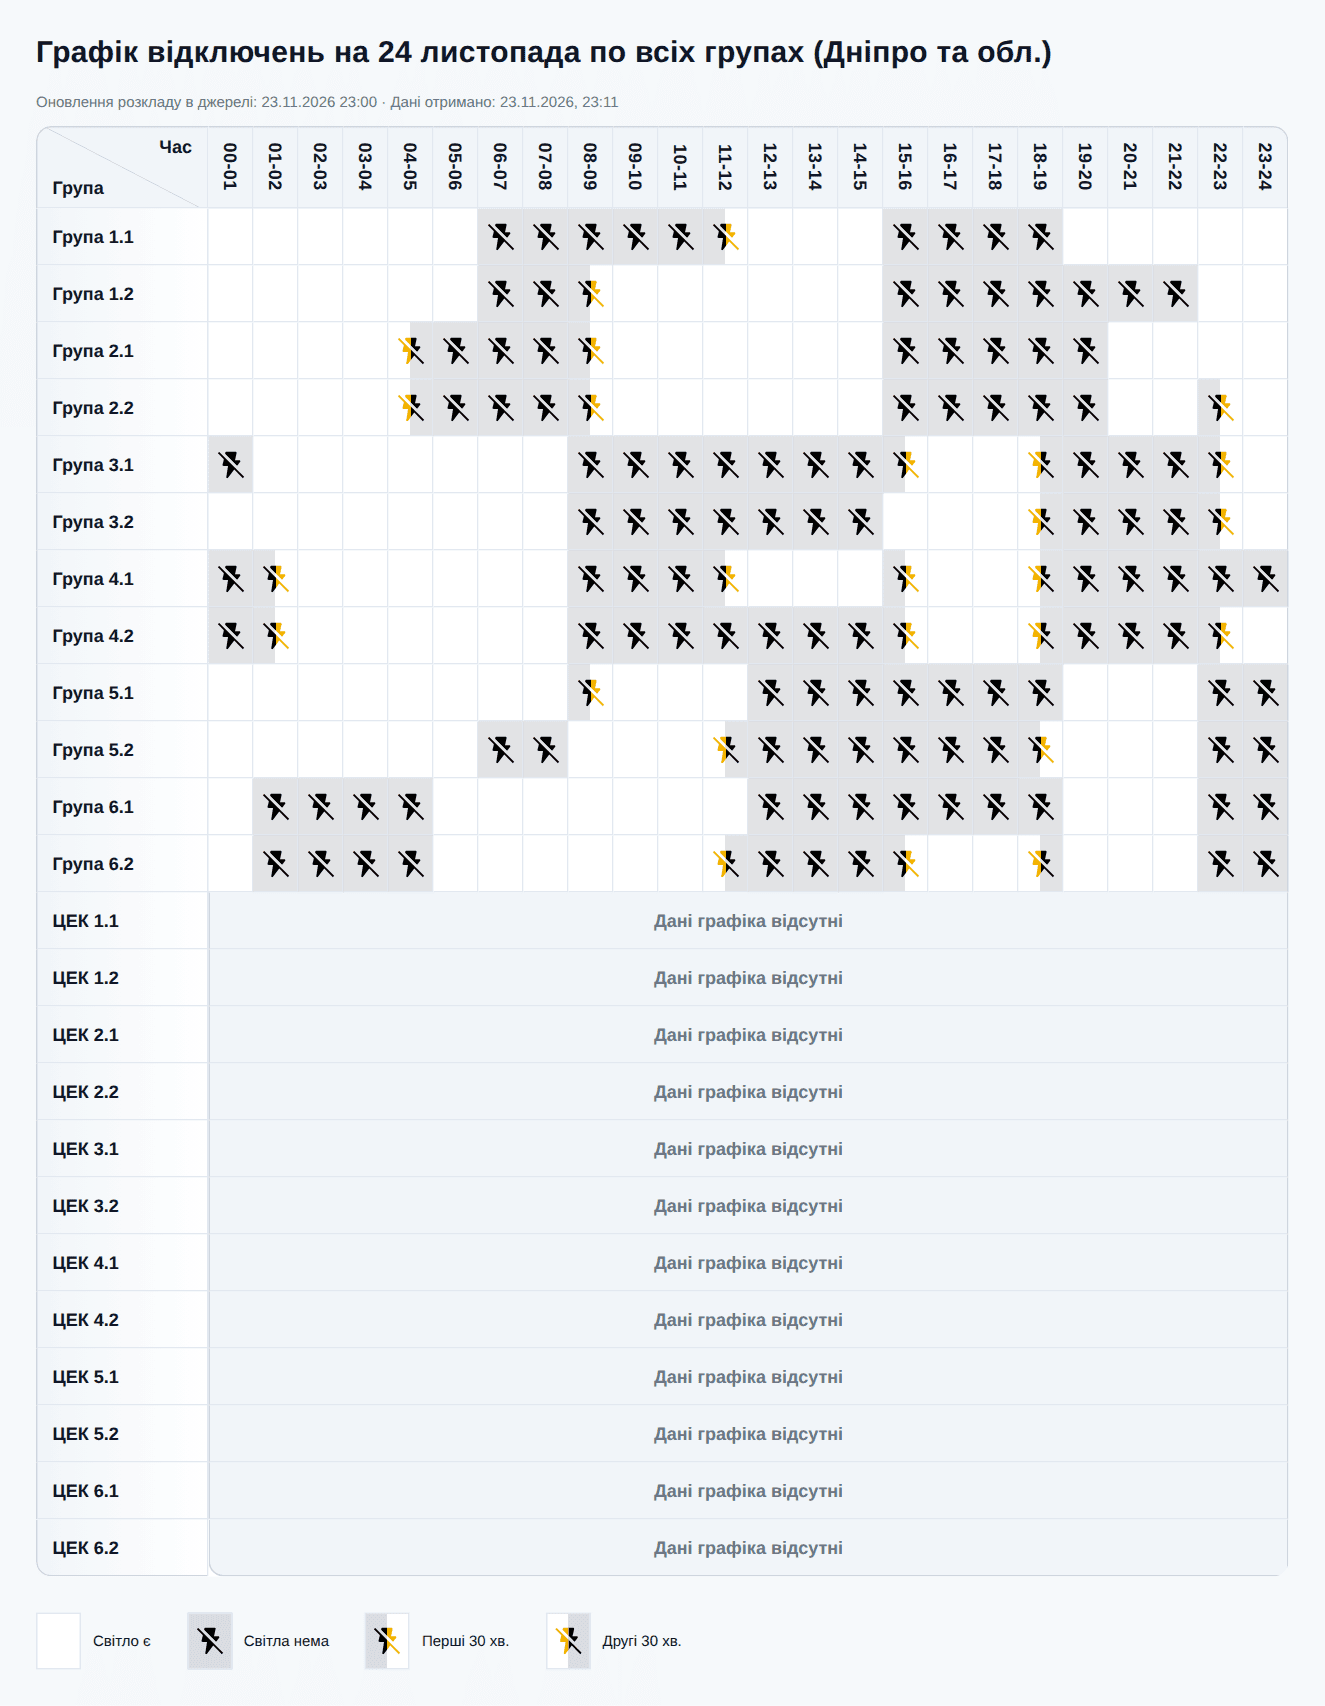 Графік відключень на 24 листопада по всіх групах (Дніпро та обл.)
Оновлення розкладу в джерелі: 23.11.2026 23:00 · Дані отримано: 23.11.2026, 23:11
Час
Група
00-01 01-02 02-03 03-04 04-05 05-06 06-07 07-08 08-09 09-10 10-11 11-12 12-13 13-14 14-15 15-16 16-17 17-18 18-19 19-20 20-21 21-22 22-23 23-24
Група 1.1
Група 1.2
Група 2.1
Група 2.2
Група 3.1
Група 3.2
Група 4.1
Група 4.2
Група 5.1
Група 5.2
Група 6.1
Група 6.2
ЦЕК 1.1 Дані графіка відсутні
ЦЕК 1.2 Дані графіка відсутні
ЦЕК 2.1 Дані графіка відсутні
ЦЕК 2.2 Дані графіка відсутні
ЦЕК 3.1 Дані графіка відсутні
ЦЕК 3.2 Дані графіка відсутні
ЦЕК 4.1 Дані графіка відсутні
ЦЕК 4.2 Дані графіка відсутні
ЦЕК 5.1 Дані графіка відсутні
ЦЕК 5.2 Дані графіка відсутні
ЦЕК 6.1 Дані графіка відсутні
ЦЕК 6.2 Дані графіка відсутні
Світло є Світла нема Перші 30 хв. Другі 30 хв.